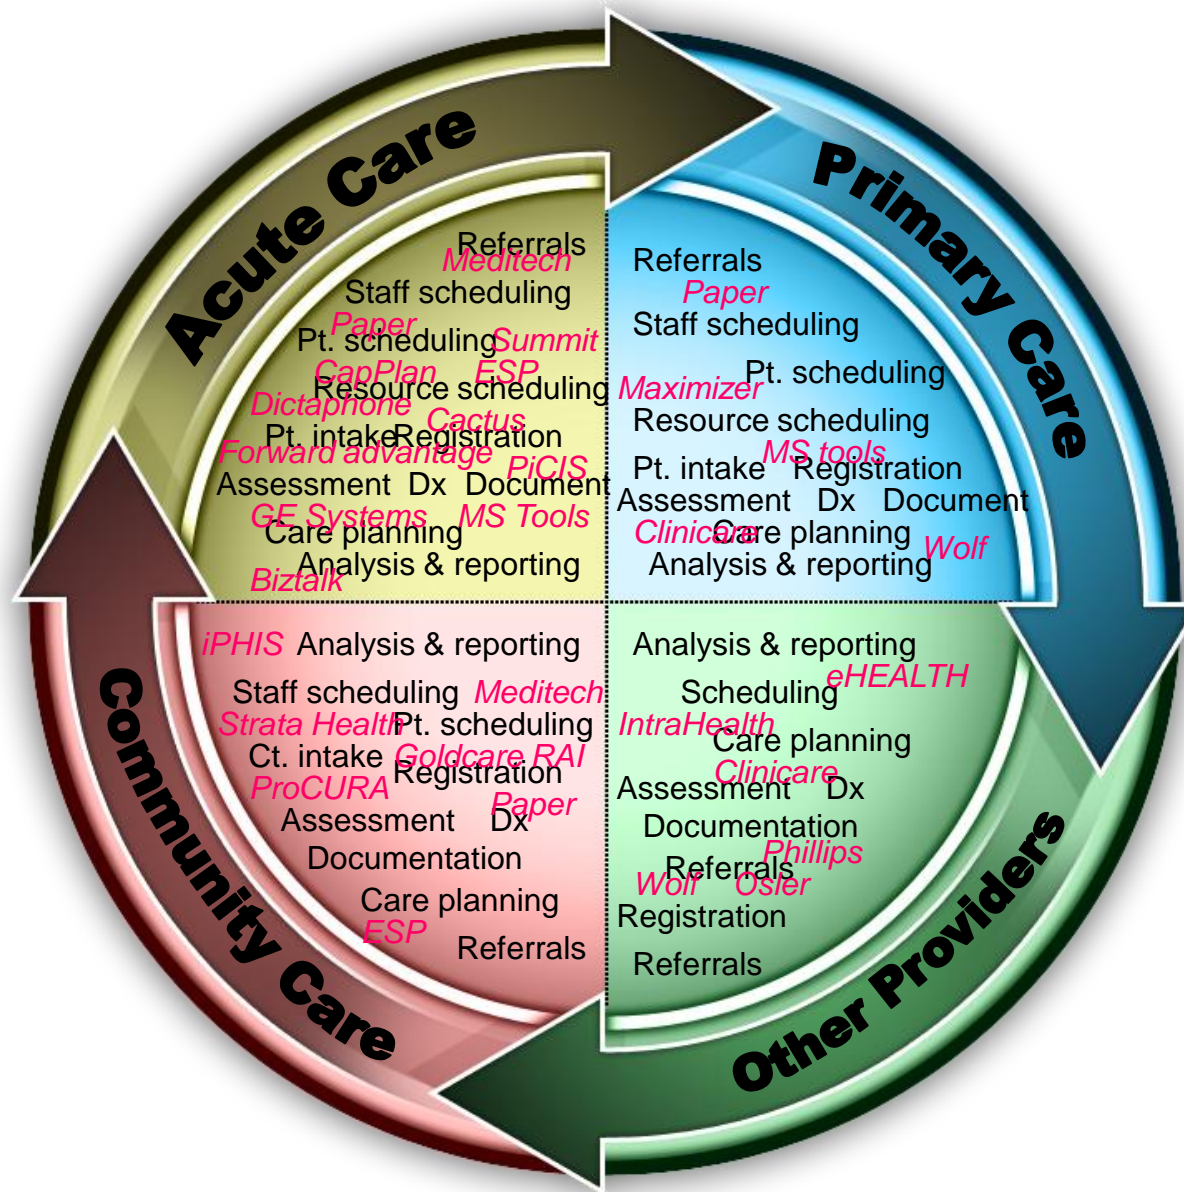 Acute Care
Referrals
Meditech
Staff scheduling
Paper
Pt. scheduling
Summit
CapPlan ESP
Resource scheduling
Dictaphone
Cactus
Pt. intake Registration
Forward advantage
PiCIS
Assessment Dx Document
GE Systems MS Tools
Care planning
Analysis & reporting
Biztalk
Primary Care
Referrals
Paper
Staff scheduling
Pt. scheduling
Maximizer
Resource scheduling
MS tools
Pt. intake Registration
Assessment Dx Document
Clinicare
Care planning
Wolf
Analysis & reporting
Other Providers
Analysis & reporting
eHEALTH
Scheduling
IntraHealth
Care planning
Clinicare
Assessment Dx
Documentation
Phillips
Referrals
Wolf Osler
Registration
Referrals
Community Care
iPHIS Analysis & reporting
Staff scheduling Meditech
Strata Health Pt. scheduling
Ct. intake Goldcare RAI
Registration
ProCURA
Paper
Assessment Dx
Documentation
Care planning
ESP
Referrals